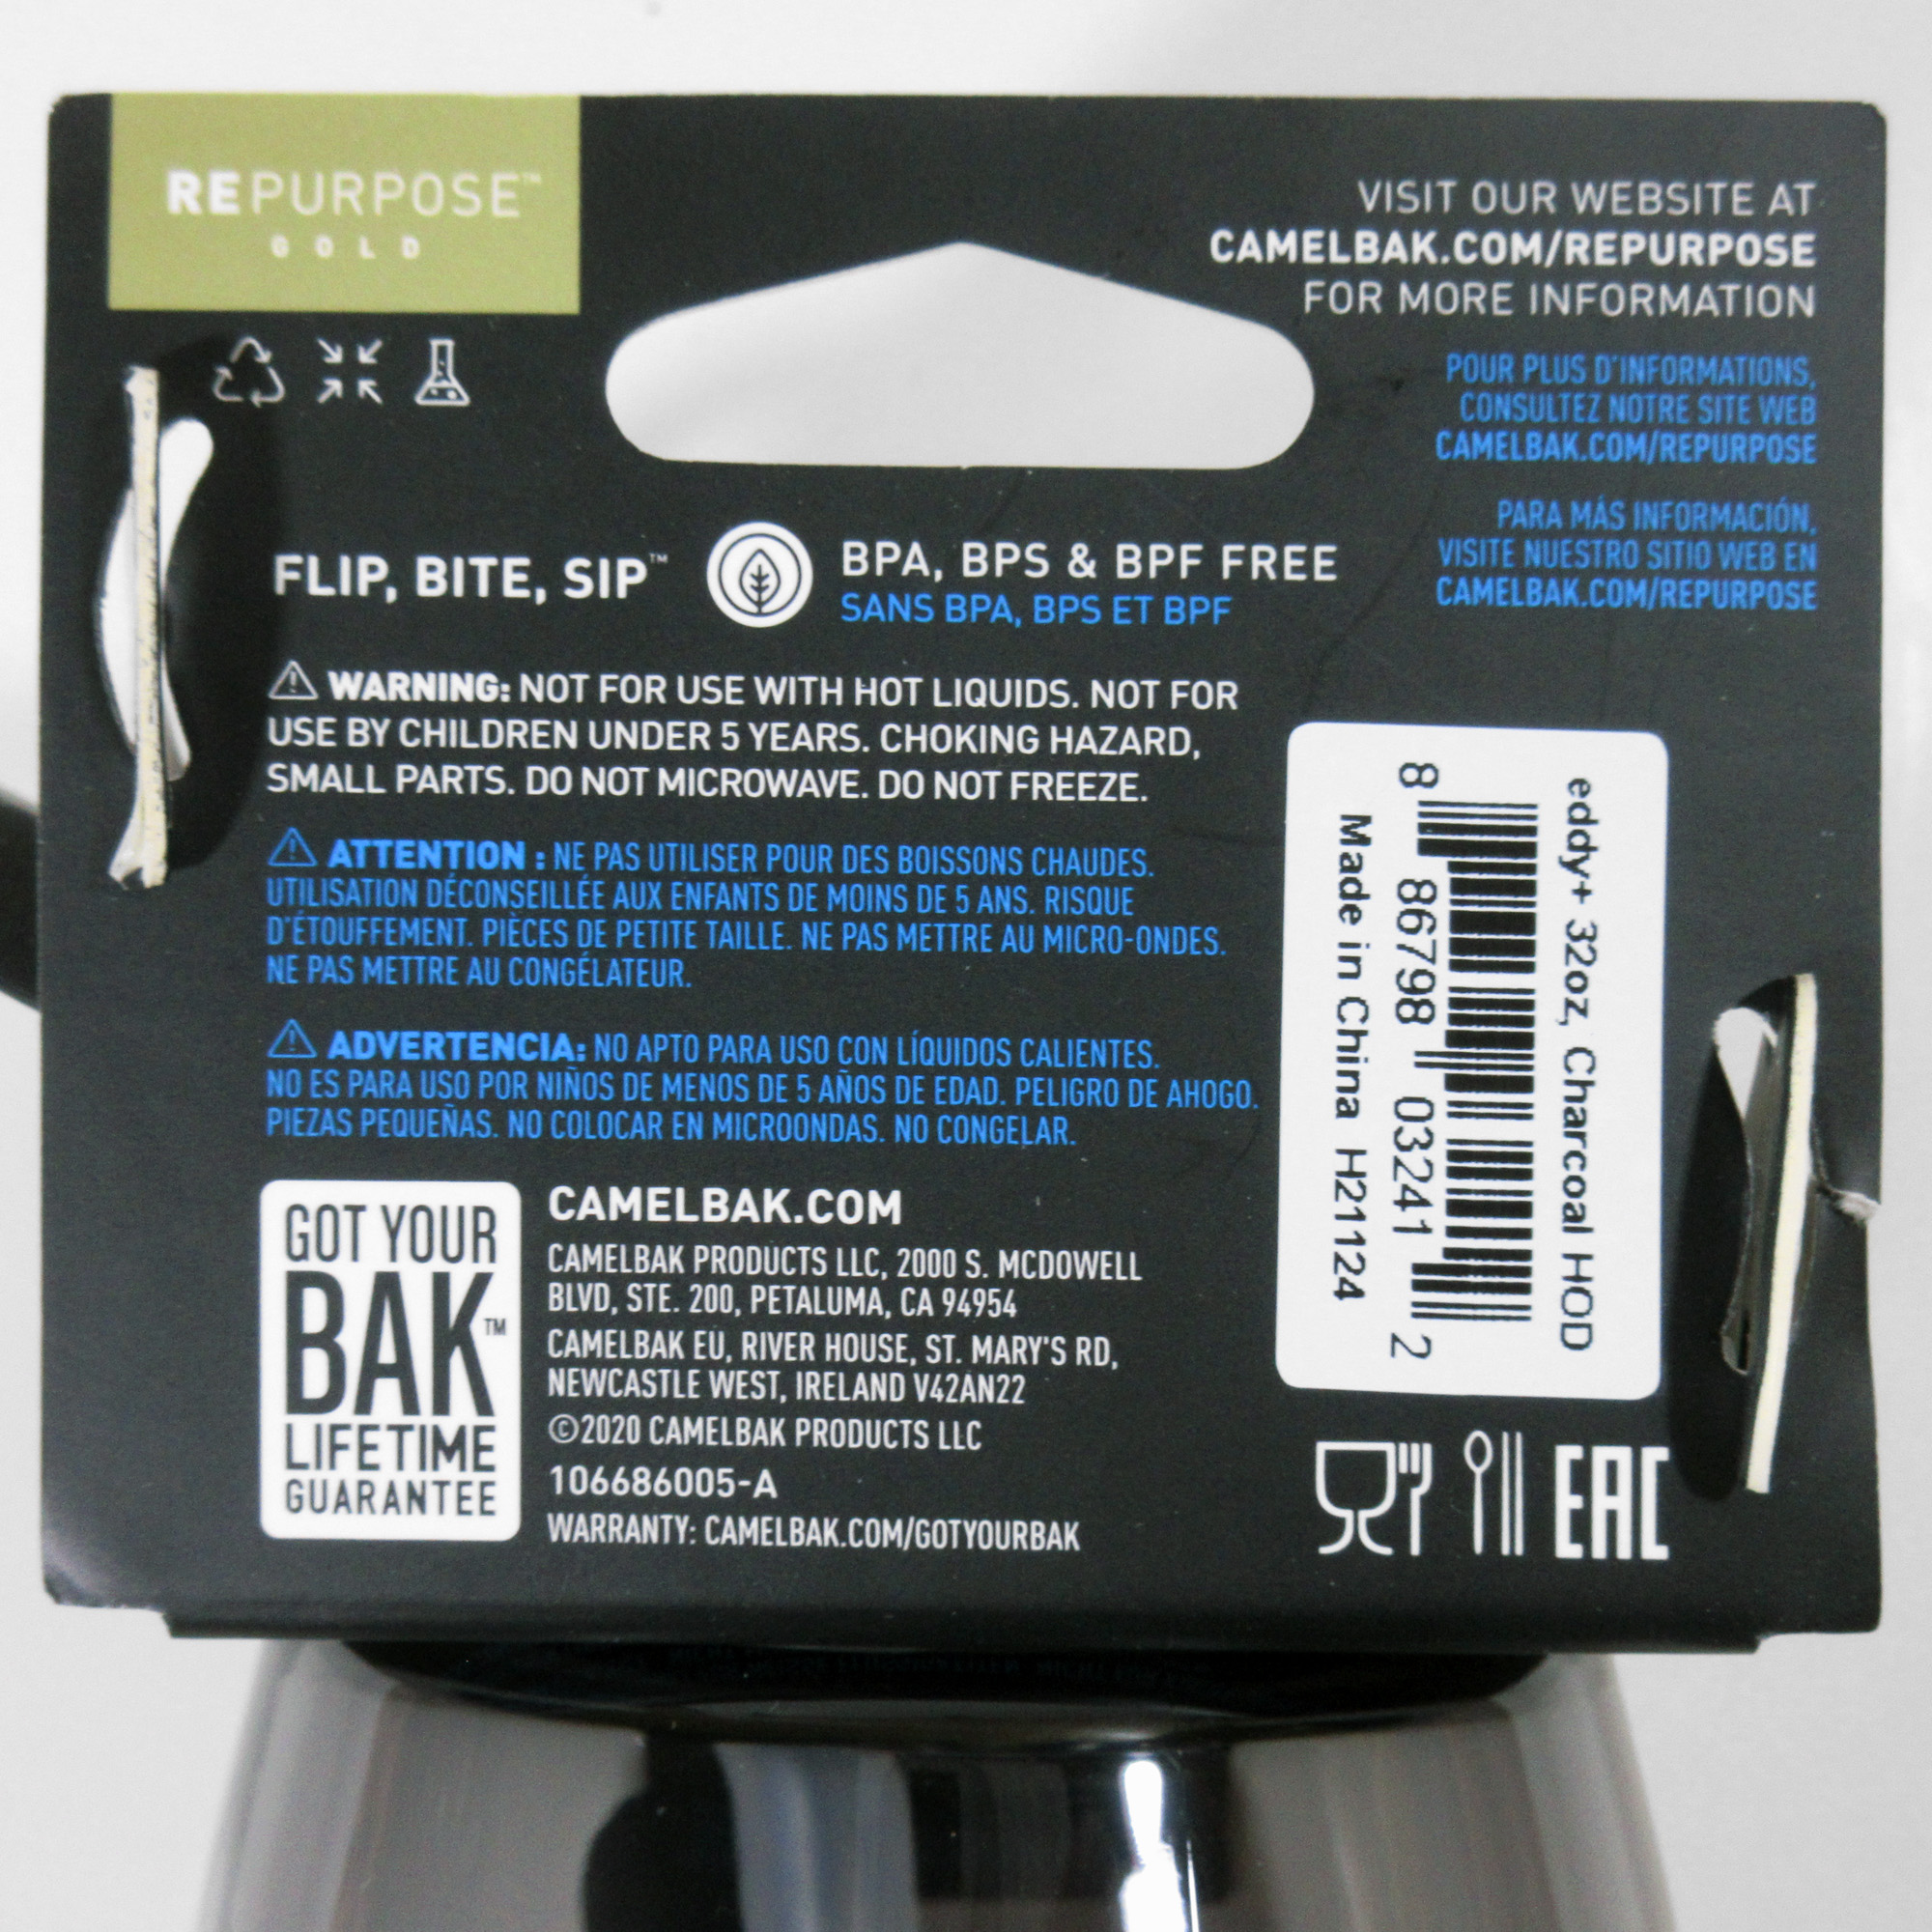 REPURPOSE™
GOLD
VISIT OUR WEBSITE AT
CAMELBAK.COM/REPURPOSE
FOR MORE INFORMATION
POUR PLUS D'INFORMATIONS,
CONSULTEZ NOTRE SITE WEB
CAMELBAK.COM/REPURPOSE
PARA MÁS INFORMACIÓN,
VISITE NUESTRO SITIO WEB EN
CAMELBAK.COM/REPURPOSE
FLIP, BITE, SIP™
BPA, BPS & BPF FREE
SANS BPA, BPS ET BPF
WARNING: NOT FOR USE WITH HOT LIQUIDS. NOT FOR
USE BY CHILDREN UNDER 5 YEARS. CHOKING HAZARD,
SMALL PARTS. DO NOT MICROWAVE. DO NOT FREEZE.
ATTENTION : NE PAS UTILISER POUR DES BOISSONS CHAUDES.
UTILISATION DÉCONSEILLÉE AUX ENFANTS DE MOINS DE 5 ANS. RISQUE
D'ÉTOUFFEMENT. PIÈCES DE PETITE TAILLE. NE PAS METTRE AU MICRO-ONDES.
NE PAS METTRE AU CONGÉLATEUR.
ADVERTENCIA: NO APTO PARA USO CON LÍQUIDOS CALIENTES.
NO ES PARA USO POR NIÑOS DE MENOS DE 5 AÑOS DE EDAD. PELIGRO DE AHOGO.
PIEZAS PEQUEÑAS. NO COLOCAR EN MICROONDAS. NO CONGELAR.
GOT YOUR
BAK™
LIFETIME
GUARANTEE
CAMELBAK.COM
CAMELBAK PRODUCTS LLC, 2000 S. MCDOWELL
BLVD, STE. 200, PETALUMA, CA 94954
CAMELBAK EU, RIVER HOUSE, ST. MARY'S RD,
NEWCASTLE WEST, IRELAND V42AN22
©2020 CAMELBAK PRODUCTS LLC
106686005-A
WARRANTY: CAMELBAK.COM/GOTYOURBAK
eddy+ 32oz, Charcoal HOD
8 86798 03241 2
Made in China H21124
EAC